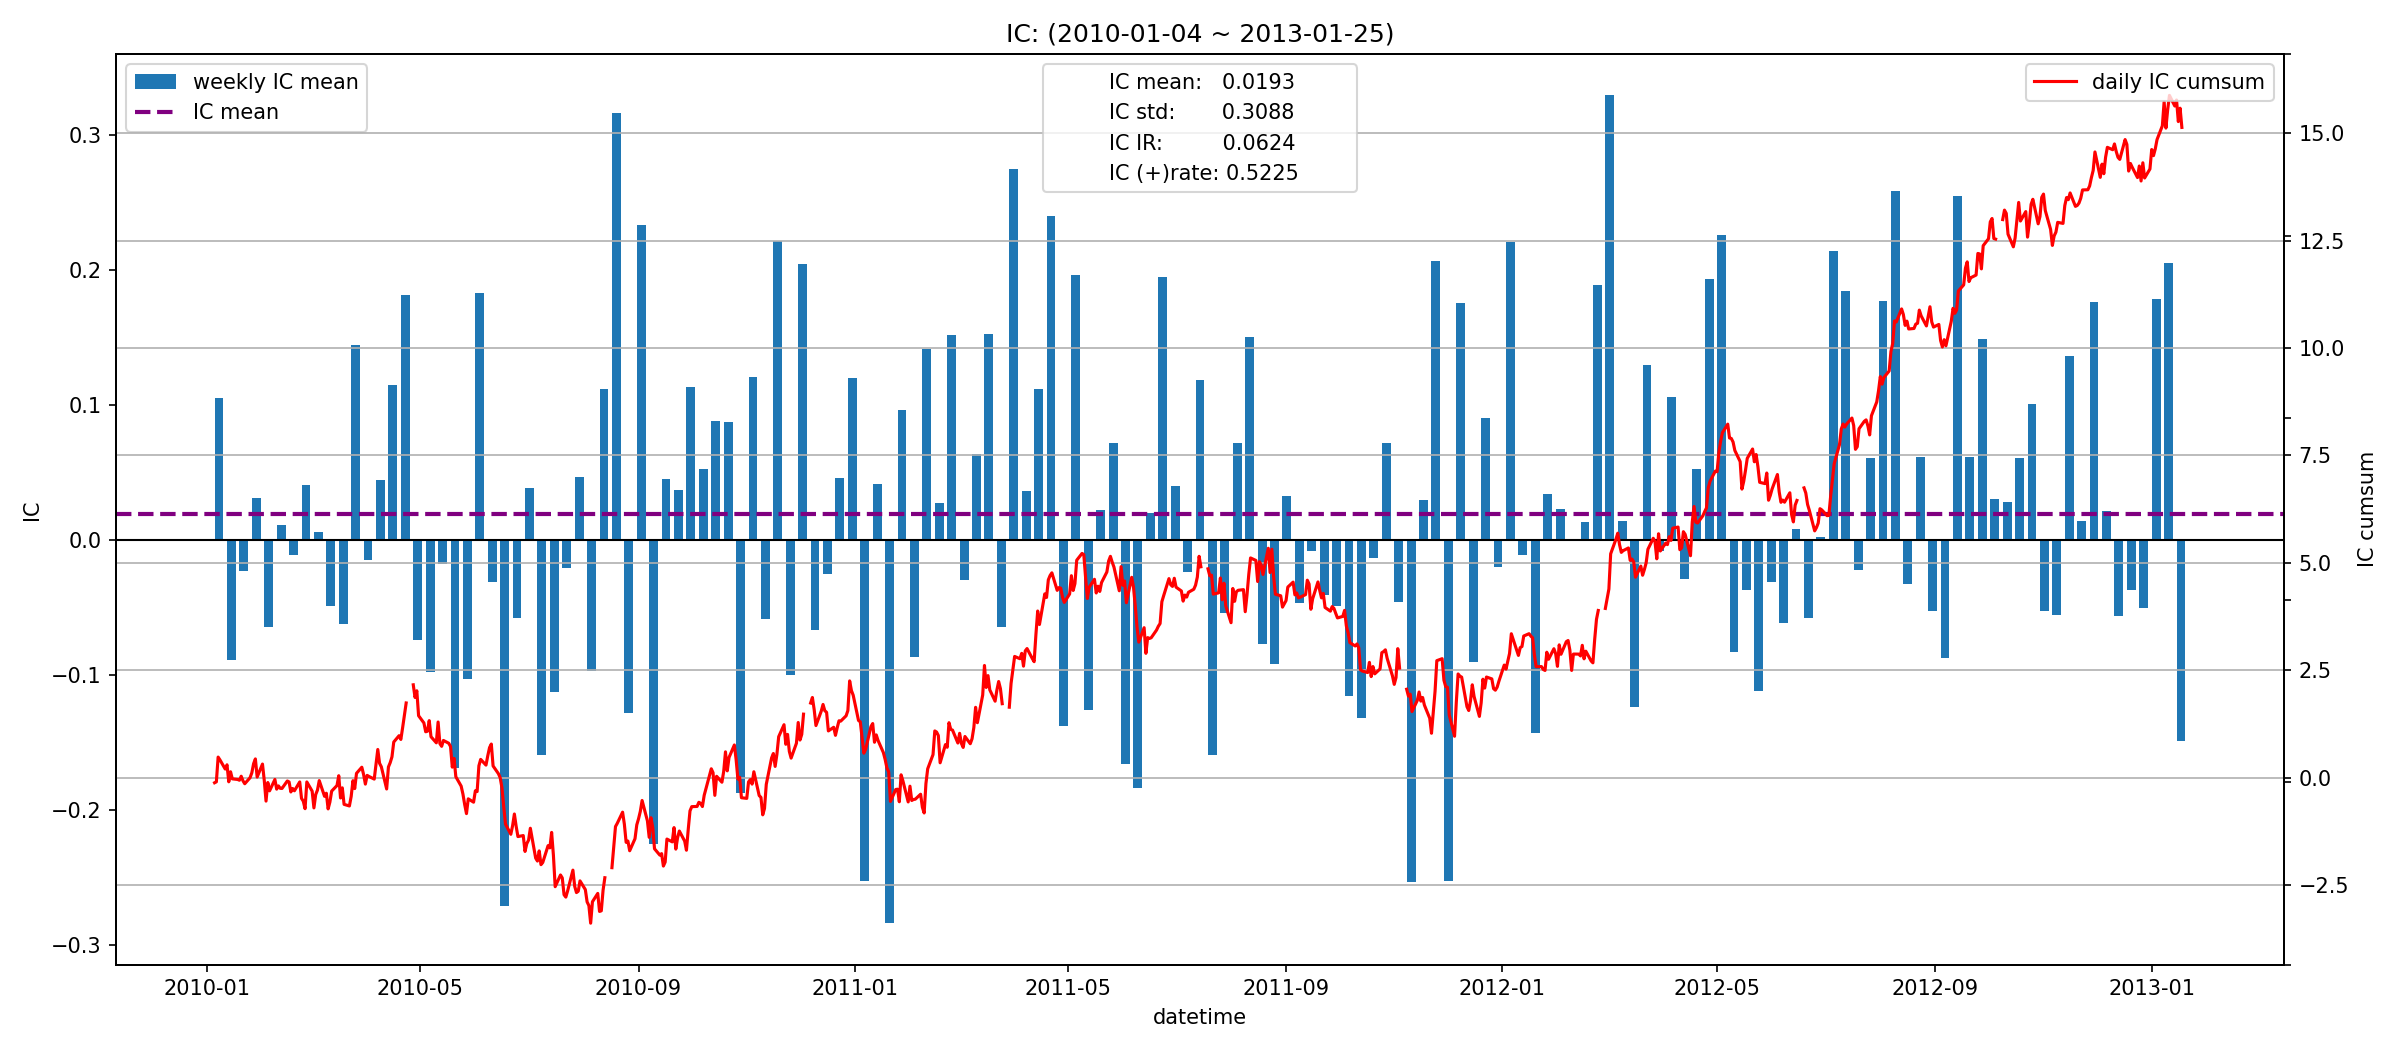 IC: (2010-01-04 ~ 2013-01-25)
weekly IC mean
IC mean
IC mean: 0.0193
IC std: 0.3088
IC IR: 0.0624
IC (+)rate: 0.5225
daily IC cumsum
IC
0.3
0.2
0.1
0.0
−0.1
−0.2
−0.3
15.0
12.5
10.0
7.5
5.0
2.5
0.0
−2.5
IC cumsum
2010-01 2010-05 2010-09 2011-01 2011-05 2011-09 2012-01 2012-05 2012-09 2013-01
datetime